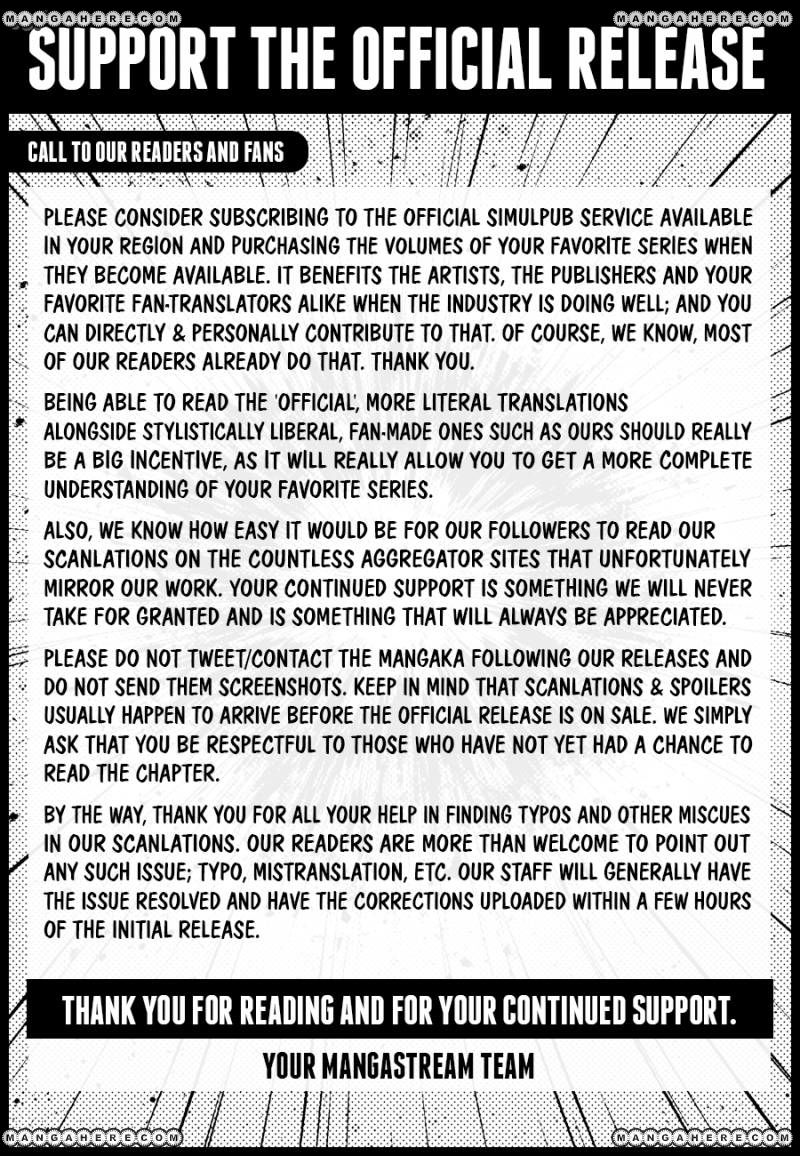 MANGAHERE.COM MANGAHERE.COM
SUPPORT THE OFFICIAL RELEASE
CALL TO OUR READERS AND FANS
PLEASE CONSIDER SUBSCRIBING TO THE OFFICIAL SIMULPUB SERVICE AVAILABLE
IN YOUR REGION AND PURCHASING THE VOLUMES OF YOUR FAVORITE SERIES WHEN
THEY BECOME AVAILABLE. IT BENEFITS THE ARTISTS, THE PUBLISHERS AND YOUR
FAVORITE FAN-TRANSLATORS ALIKE WHEN THE INDUSTRY IS DOING WELL; AND YOU
CAN DIRECTLY & PERSONALLY CONTRIBUTE TO THAT. OF COURSE, WE KNOW, MOST
OF OUR READERS ALREADY DO THAT. THANK YOU.
BEING ABLE TO READ THE 'OFFICIAL', MORE LITERAL TRANSLATIONS
ALONGSIDE STYLISTICALLY LIBERAL, FAN-MADE ONES SUCH AS OURS SHOULD REALLY
BE A BIG INCENTIVE, AS IT WILL REALLY ALLOW YOU TO GET A MORE COMPLETE
UNDERSTANDING OF YOUR FAVORITE SERIES.
ALSO, WE KNOW HOW EASY IT WOULD BE FOR OUR FOLLOWERS TO READ OUR
SCANLATIONS ON THE COUNTLESS AGGREGATOR SITES THAT UNFORTUNATELY
MIRROR OUR WORK. YOUR CONTINUED SUPPORT IS SOMETHING WE WILL NEVER
TAKE FOR GRANTED AND IS SOMETHING THAT WILL ALWAYS BE APPRECIATED.
PLEASE DO NOT TWEET/CONTACT THE MANGAKA FOLLOWING OUR RELEASES AND
DO NOT SEND THEM SCREENSHOTS. KEEP IN MIND THAT SCANLATIONS & SPOILERS
USUALLY HAPPEN TO ARRIVE BEFORE THE OFFICIAL RELEASE IS ON SALE. WE SIMPLY
ASK THAT YOU BE RESPECTFUL TO THOSE WHO HAVE NOT YET HAD A CHANCE TO
READ THE CHAPTER.
BY THE WAY, THANK YOU FOR ALL YOUR HELP IN FINDING TYPOS AND OTHER MISCUES
IN OUR SCANLATIONS. OUR READERS ARE MORE THAN WELCOME TO POINT OUT
ANY SUCH ISSUE; TYPO, MISTRANSLATION, ETC. OUR STAFF WILL GENERALLY HAVE
THE ISSUE RESOLVED AND HAVE THE CORRECTIONS UPLOADED WITHIN A FEW HOURS
OF THE INITIAL RELEASE.
THANK YOU FOR READING AND FOR YOUR CONTINUED SUPPORT.
YOUR MANGASTREAM TEAM
MANGAHERE.COM MANGAHERE.COM